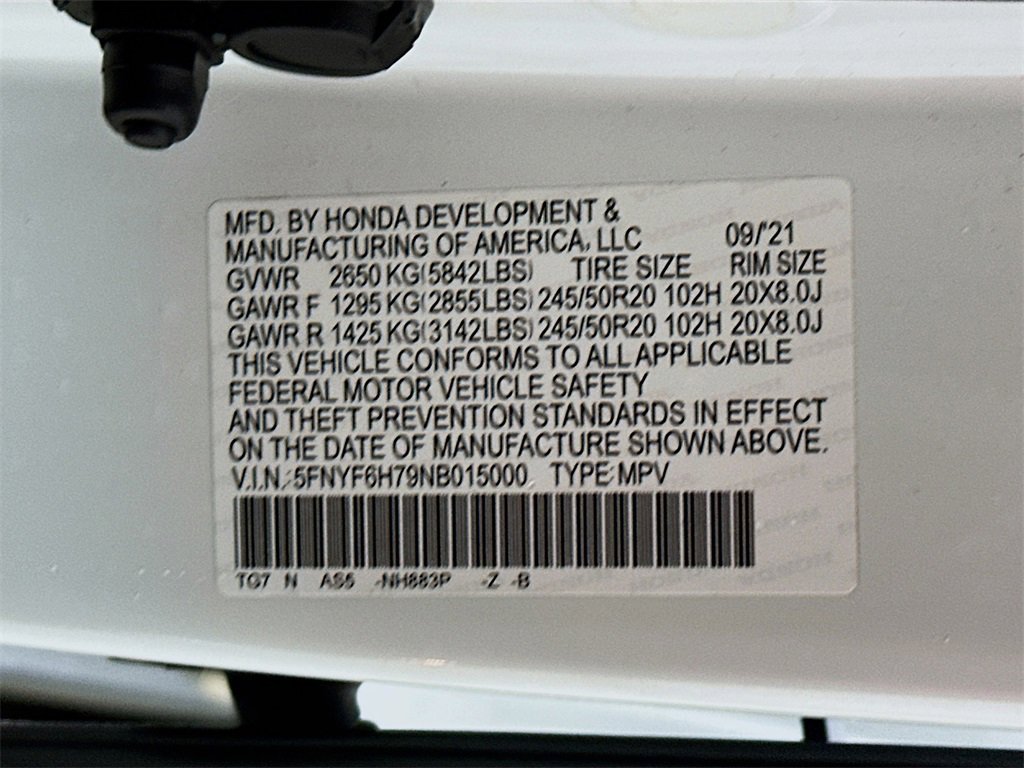 MFD. BY HONDA DEVELOPMENT &
MANUFACTURING OF AMERICA, LLC 09/'21
GVWR 2650 KG(5842LBS) TIRE SIZE RIM SIZE
GAWR F 1295 KG(2855LBS) 245/50R20 102H 20X8.0J
GAWR R 1425 KG(3142LBS) 245/50R20 102H 20X8.0J
THIS VEHICLE CONFORMS TO ALL APPLICABLE
FEDERAL MOTOR VEHICLE SAFETY
AND THEFT PREVENTION STANDARDS IN EFFECT
ON THE DATE OF MANUFACTURE SHOWN ABOVE.
V.I.N.:5FNYF6H79NB015000 TYPE:MPV
TG7 N AS5 -NH883P -Z -B